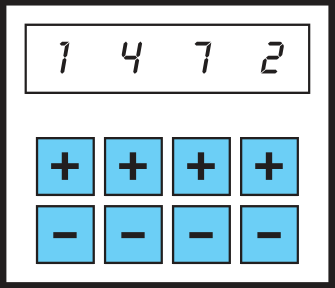 1 4 7 2
+ + + +
- - - -